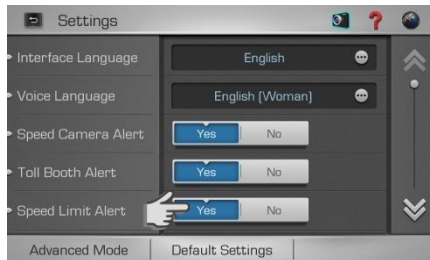 Settings
?
Interface Language
English
Voice Language
English (Woman)
Speed Camera Alert
Yes No
Toll Booth Alert
Yes No
Speed Limit Alert
Yes No
Advanced Mode
Default Settings